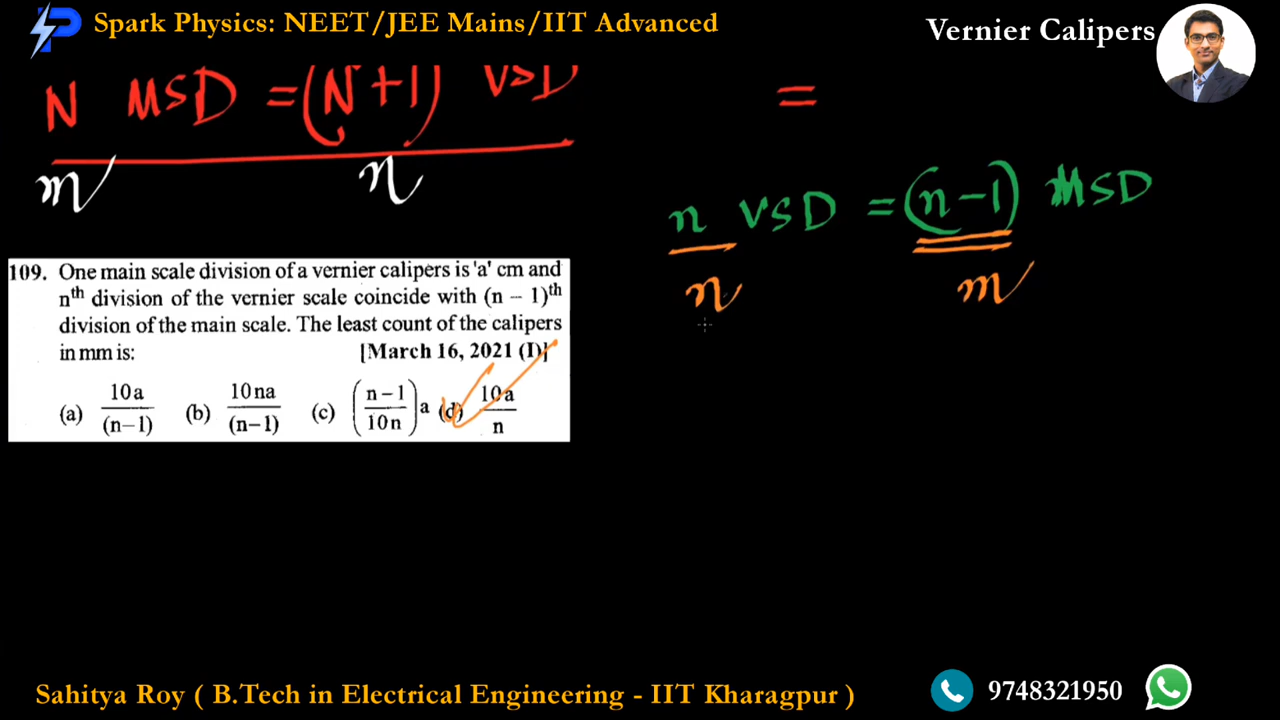 Spark Physics: NEET/JEE Mains/IIT Advanced
Vernier Calipers
N MSD = (N+1) VSD
m n
=
n VSD = (n-1) MSD
n m
109. One main scale division of a vernier calipers is 'a' cm and
nth division of the vernier scale coincide with (n – 1)th
division of the main scale. The least count of the calipers
in mm is: [March 16, 2021 (I)]
(a) 10a/(n–1) (b) 10na/(n–1) (c) (n–1/10n)a (d) 10a/n
Sahitya Roy ( B.Tech in Electrical Engineering - IIT Kharagpur )
9748321950